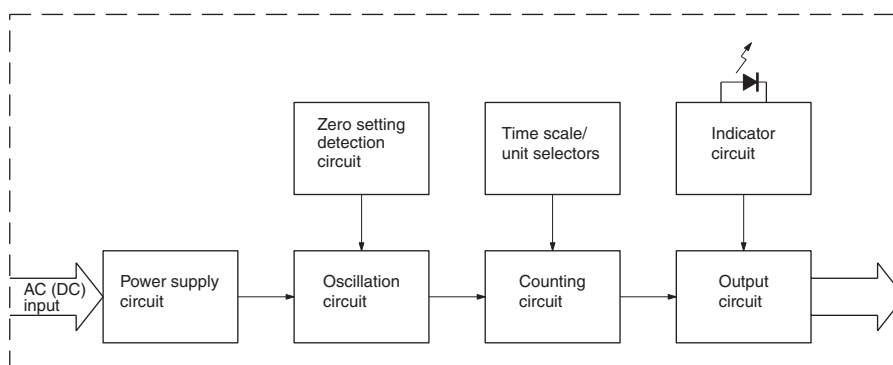 Zero setting
detection
circuit
Time scale/
unit selectors
Indicator
circuit
AC (DC)
input
Power supply
circuit
Oscillation
circuit
Counting
circuit
Output
circuit